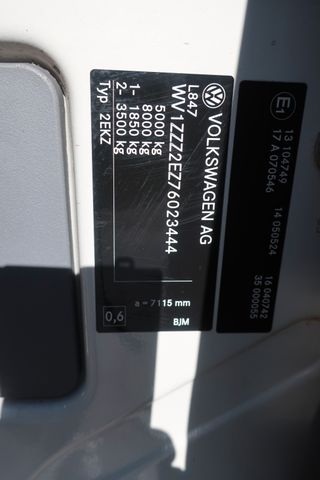 VOLKSWAGEN AG
L847
WV1ZZZ2EZ76023444
5000 kg
8000 kg
1- 1850 kg
2- 3500 kg
Typ 2EKZ
a = 7115 mm
0,6
BJM
E1
13 104749
17 A 070546
14 050524
16 040742
35 000055